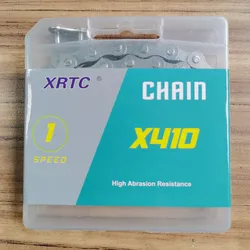 XRTC
CHAIN
1
SPEED
X410
High Abrasion Resistance